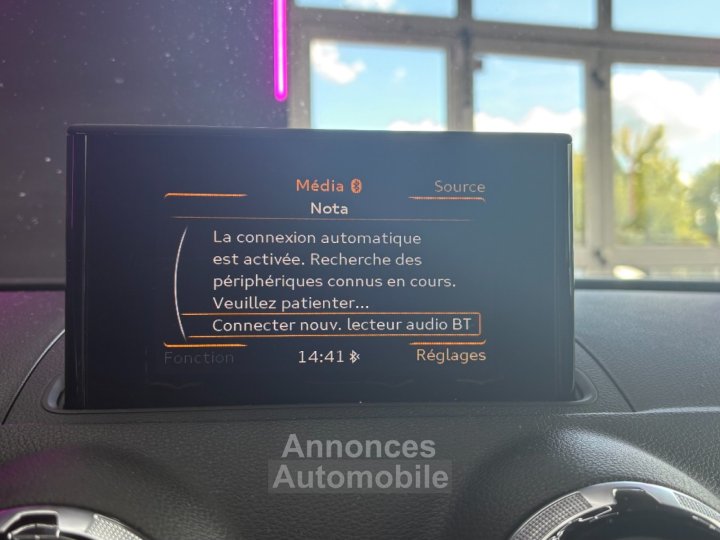 Média
Source
Nota
La connexion automatique
est activée. Recherche des
périphériques connus en cours.
Veuillez patienter...
Connecter nouv. lecteur audio BT
Fonction
14:41
Réglages
Annonces
Automobile